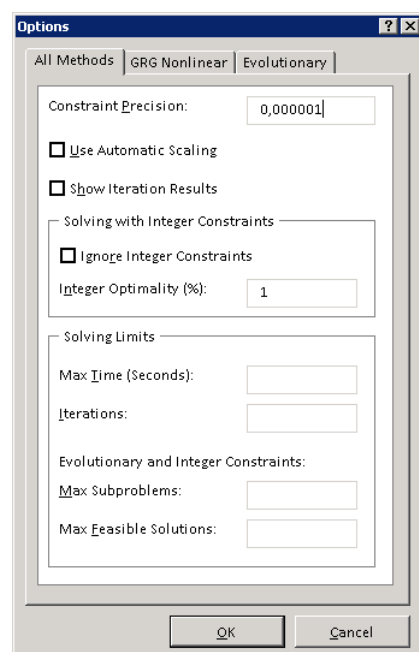 Options
All Methods GRG Nonlinear Evolutionary
Constraint Precision: 0,000001
Use Automatic Scaling
Show Iteration Results
Solving with Integer Constraints
Ignore Integer Constraints
Integer Optimality (%): 1
Solving Limits
Max Time (Seconds):
Iterations:
Evolutionary and Integer Constraints:
Max Subproblems:
Max Feasible Solutions:
OK Cancel